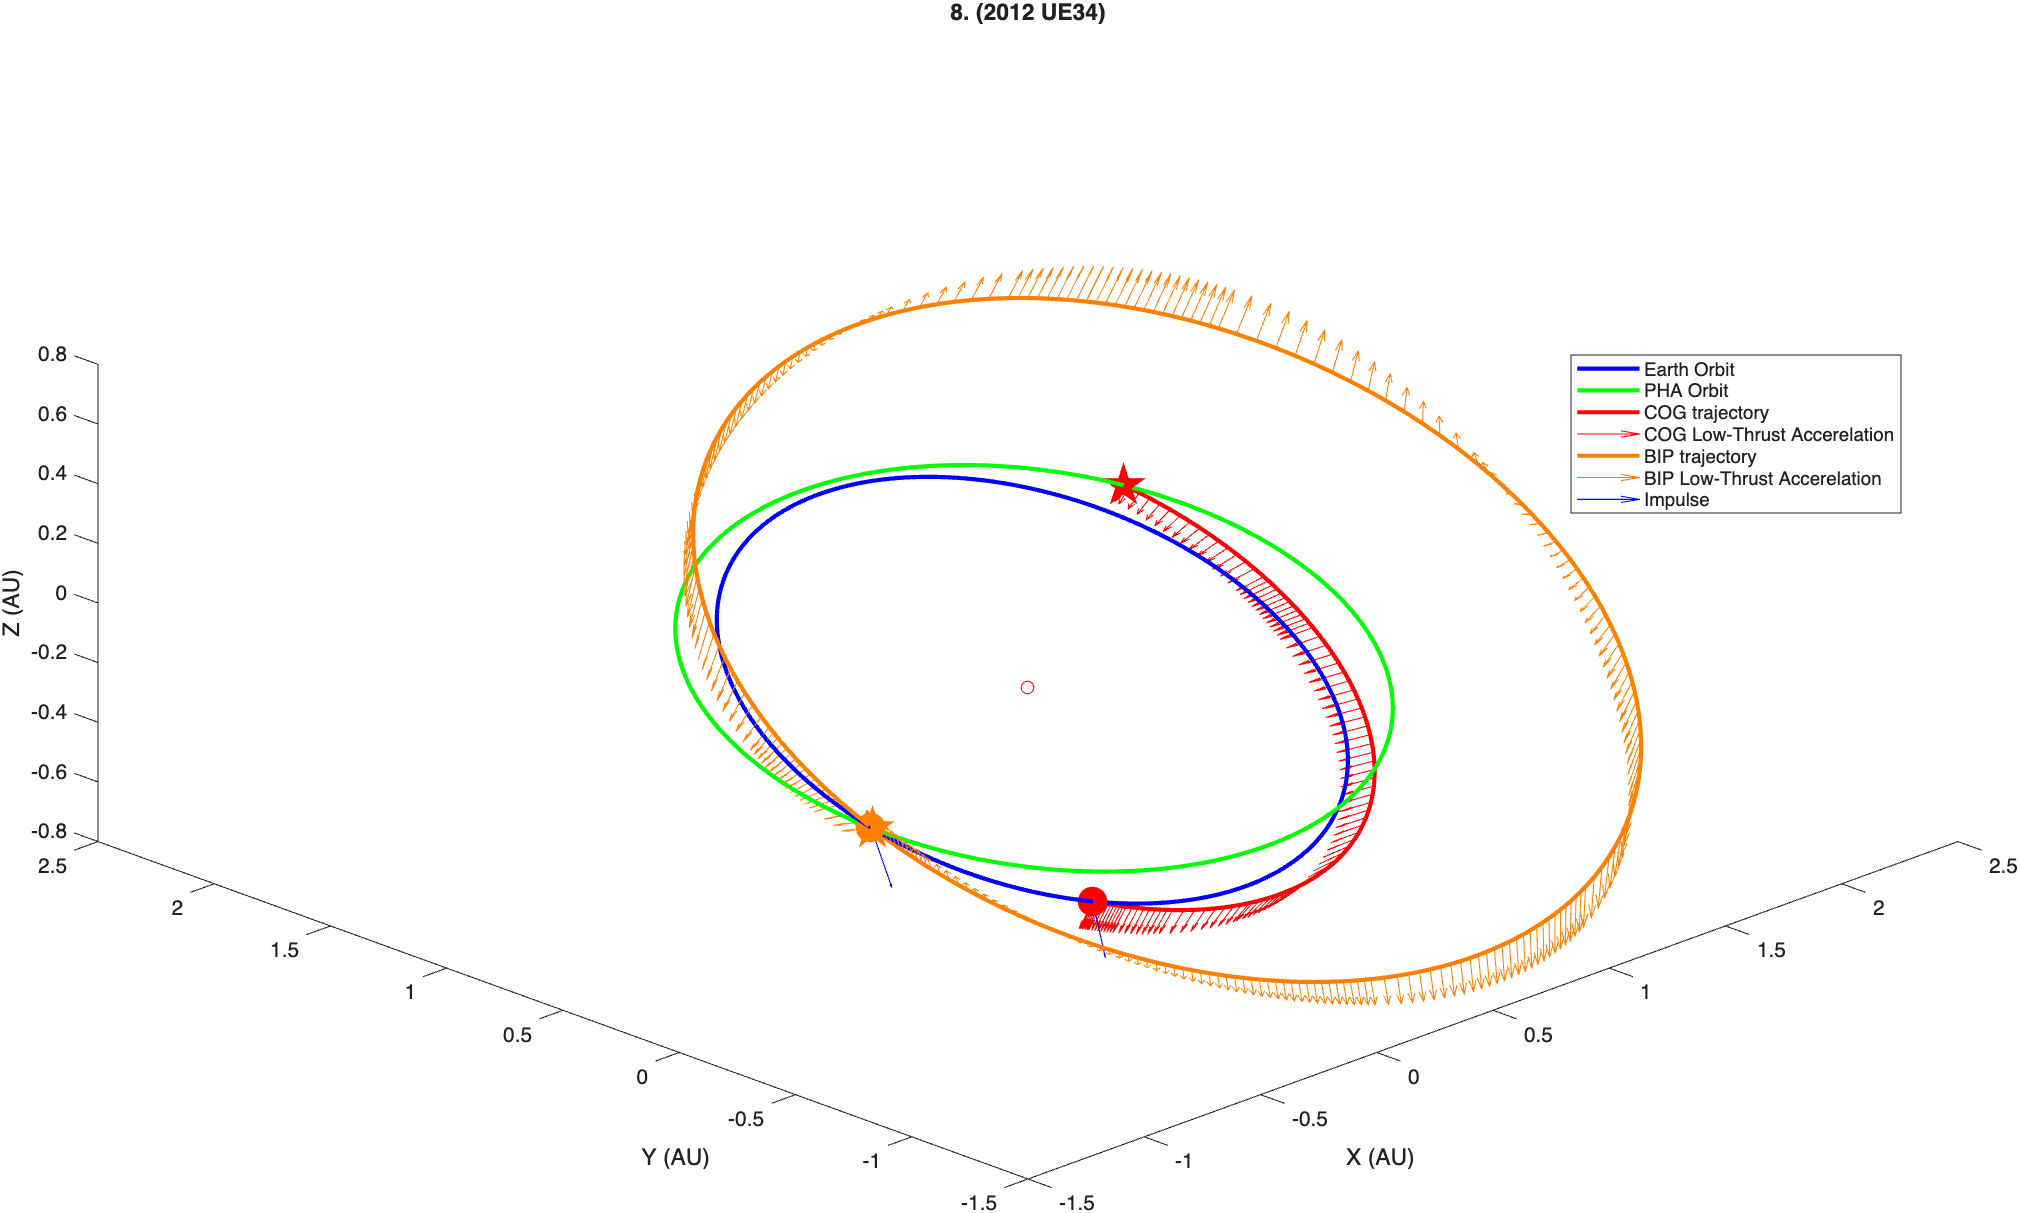 8. (2012 UE34)
Earth Orbit
PHA Orbit
COG trajectory
COG Low-Thrust Accerelation
BIP trajectory
BIP Low-Thrust Accerelation
Impulse
Z (AU)
0.8
0.6
0.4
0.2
0
-0.2
-0.4
-0.6
-0.8
2.5
2
1.5
1
0.5
0
-0.5
-1
-1.5
Y (AU)
-1.5
-1
-0.5
0
0.5
1
1.5
2
2.5
X (AU)